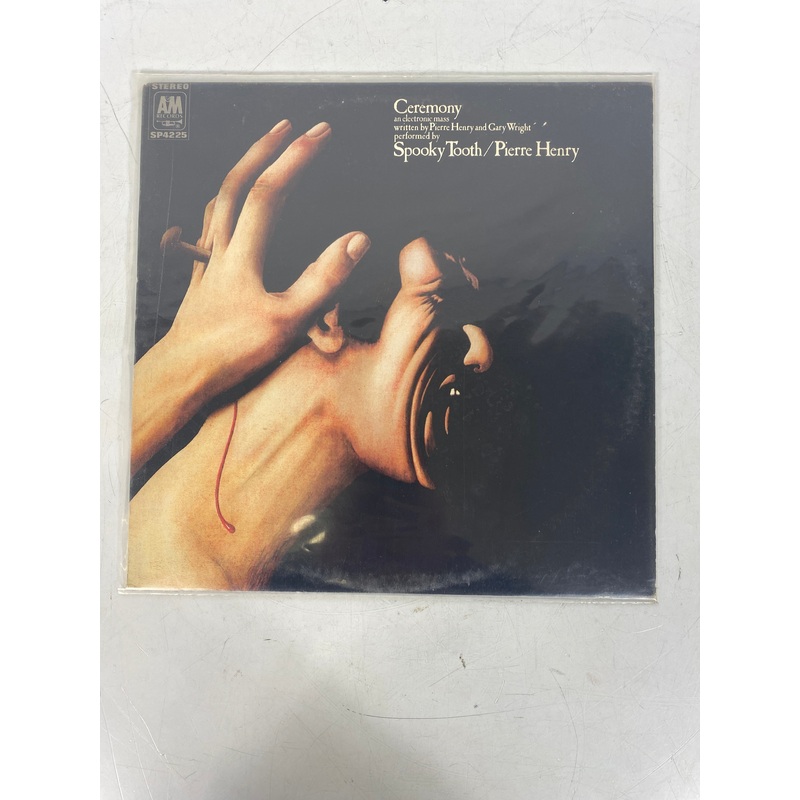 STEREO
A&M
RECORDS
SP4225
Ceremony
an electronic mass
written by Pierre Henry and Gary Wright
performed by
Spooky Tooth/Pierre Henry